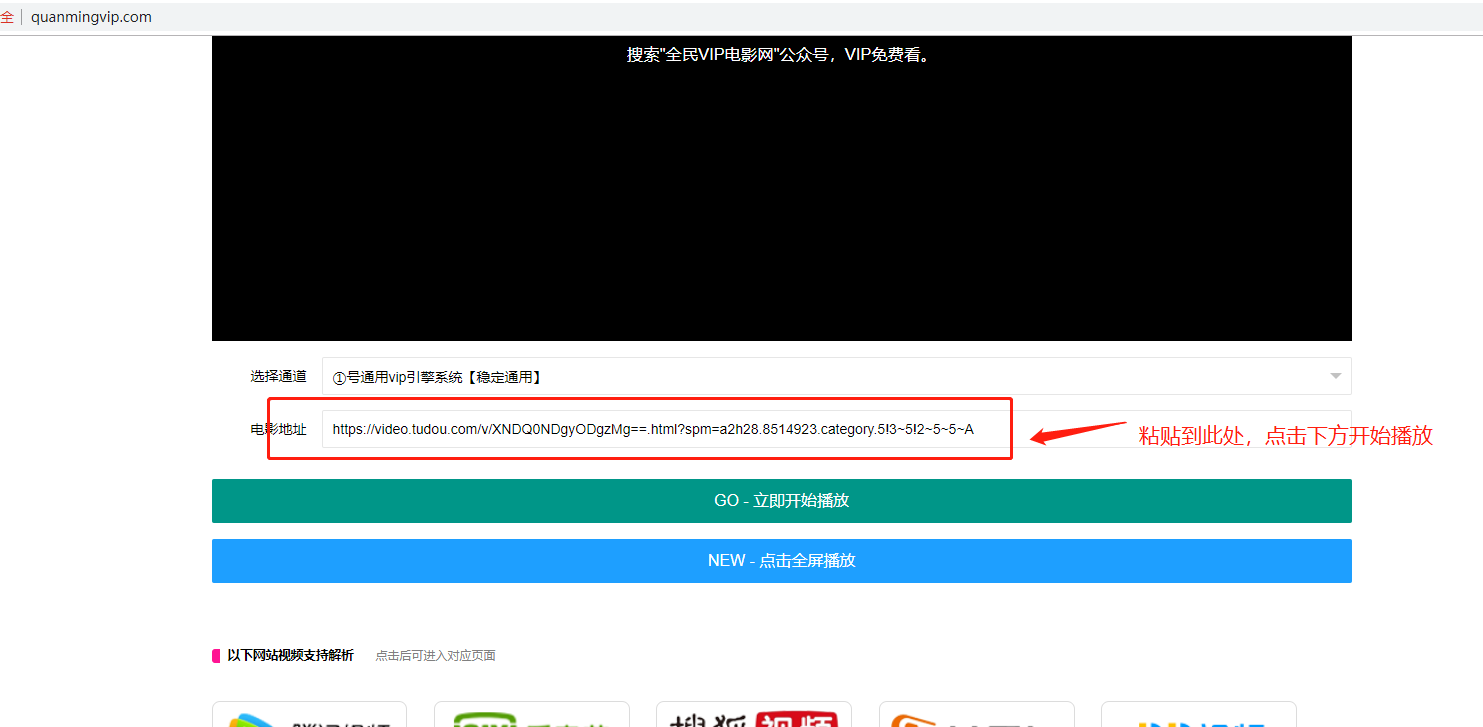 全 quanmingvip.com
搜索"全民VIP电影网"公众号，VIP免费看。
选择通道 ①号通用vip引擎系统【稳定通用】
电影地址 https://video.tudou.com/v/XNDQ0NDgyODgzMg==.html?spm=a2h28.8514923.category.5!3~5!2~5~5~A
粘贴到此处，点击下方开始播放
GO - 立即开始播放
NEW - 点击全屏播放
以下网站视频支持解析 点击后可进入对应页面
搜狐视频